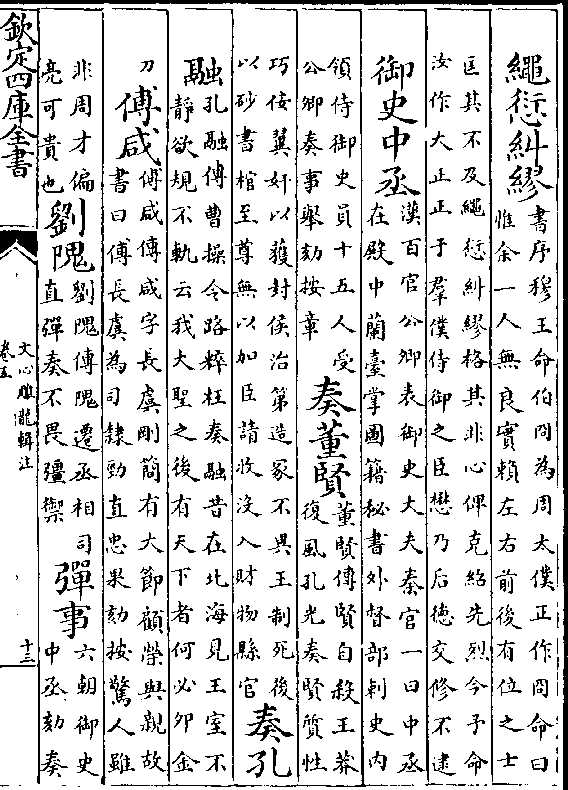 繩愆糾繆
書序穆王命伯冏為周太僕正作冏命曰
惟余一人無良實賴左右前後有位之士
匡其不及繩愆糾繆格其非心俾克紹先烈今予命
汝作大正正于羣僕侍御之臣懋乃后德交修不逮
御史中丞
漢百官公卿表御史大夫秦官一曰中丞
在殿中蘭臺掌圖籍秘書外督部刺史内
領侍御史員十五人受
公卿奏事舉劾按章
奏董賢
董賢傳賢自殺王莽
復風孔光奏賢質性
巧佞翼奸以獲封侯治第造冢不異王制死後
以砂書棺至尊無以加臣請收沒入財物縣官
奏孔
融
孔融傳曹操令路粹枉奏融昔在北海見王室不
靜欲規不軌云我大聖之後有天下者何必夘金
刀
傅咸
傅咸傳咸字長虞剛簡有大節顧榮與親故
書曰傅長虞為司隸勁直忠果劾按驚人雖
非周才偏
亮可貴也
劉隗
劉隗傳隗遷丞相司
直彈奏不畏彊禦
彈事
六朝御史
中丞劾奏
欽定四庫全書
文心雕龍輯注
卷五
十三